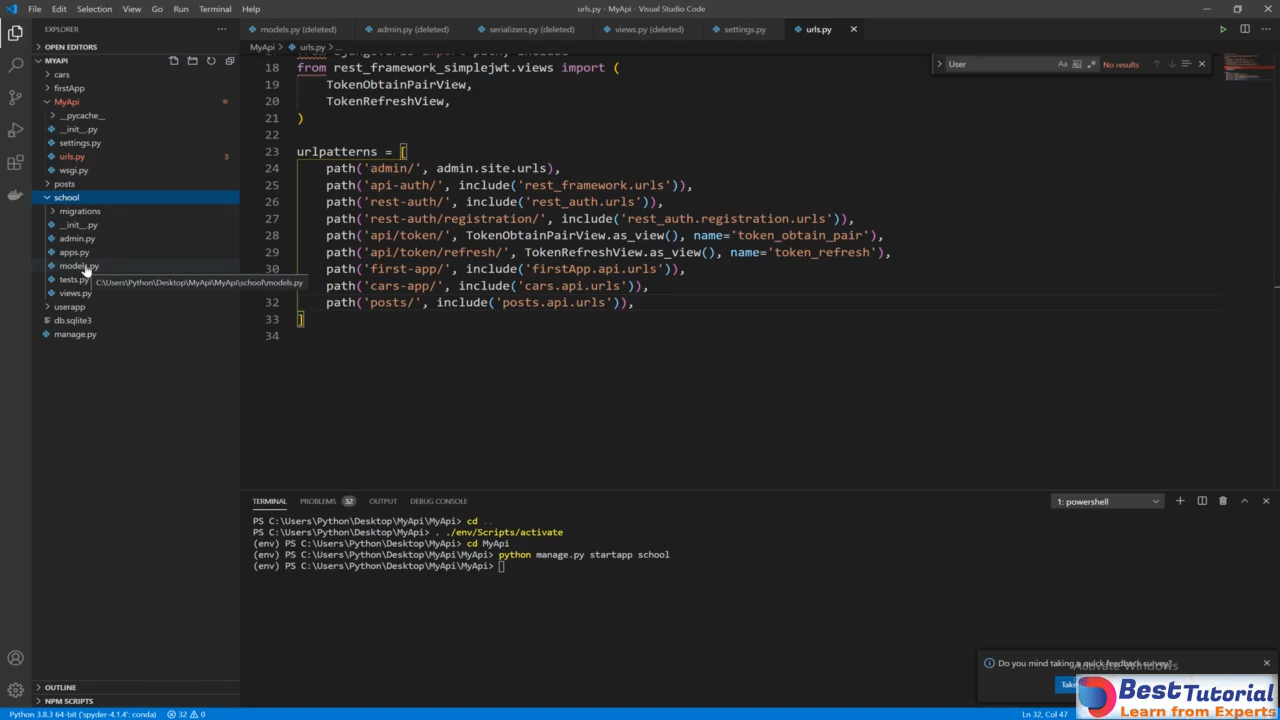 File Edit Selection View Go Run Terminal Help
urls.py - MyApi - Visual Studio Code
EXPLORER
models.py (deleted)
admin.py (deleted)
serializers.py (deleted)
views.py (deleted)
settings.py
urls.py
OPEN EDITORS
MyApi > urls.py > ...
MYAPI
cars
firstApp
MyApi
__pycache__
__init__.py
settings.py
urls.py 3
wsgi.py
posts
school
migrations
__init__.py
admin.py
apps.py
models.py
tests.py
C:\Users\Python\Desktop\MyApi\MyApi\school\models.py
views.py
userapp
db.sqlite3
manage.py
User
Aa
No results
18 from rest_framework_simplejwt.views import (
19 TokenObtainPairView,
20 TokenRefreshView,
21 )
22
23 urlpatterns = [
24 path('admin/', admin.site.urls),
25 path('api-auth/', include('rest_framework.urls')),
26 path('rest-auth/', include('rest_auth.urls')),
27 path('rest-auth/registration/', include('rest_auth.registration.urls')),
28 path('api/token/', TokenObtainPairView.as_view(), name='token_obtain_pair'),
29 path('api/token/refresh/', TokenRefreshView.as_view(), name='token_refresh'),
30 path('first-app/', include('firstApp.api.urls')),
path('cars-app/', include('cars.api.urls')),
32 path('posts/', include('posts.api.urls')),
33 ]
34
TERMINAL PROBLEMS 32 OUTPUT DEBUG CONSOLE
1: powershell
PS C:\Users\Python\Desktop\MyApi\MyApi> cd ..
PS C:\Users\Python\Desktop\MyApi> . ./env/Scripts/activate
(env) PS C:\Users\Python\Desktop\MyApi> cd MyApi
(env) PS C:\Users\Python\Desktop\MyApi\MyApi> python manage.py startapp school
(env) PS C:\Users\Python\Desktop\MyApi\MyApi>
Do you mind taking a quick feedback survey?
Activate Windows
BestTutorial
Learn from Experts
OUTLINE
NPM SCRIPTS
Python 3.8.3 64-bit ('spyder-4.1.4': conda) 32 0
Ln 32, Col 47